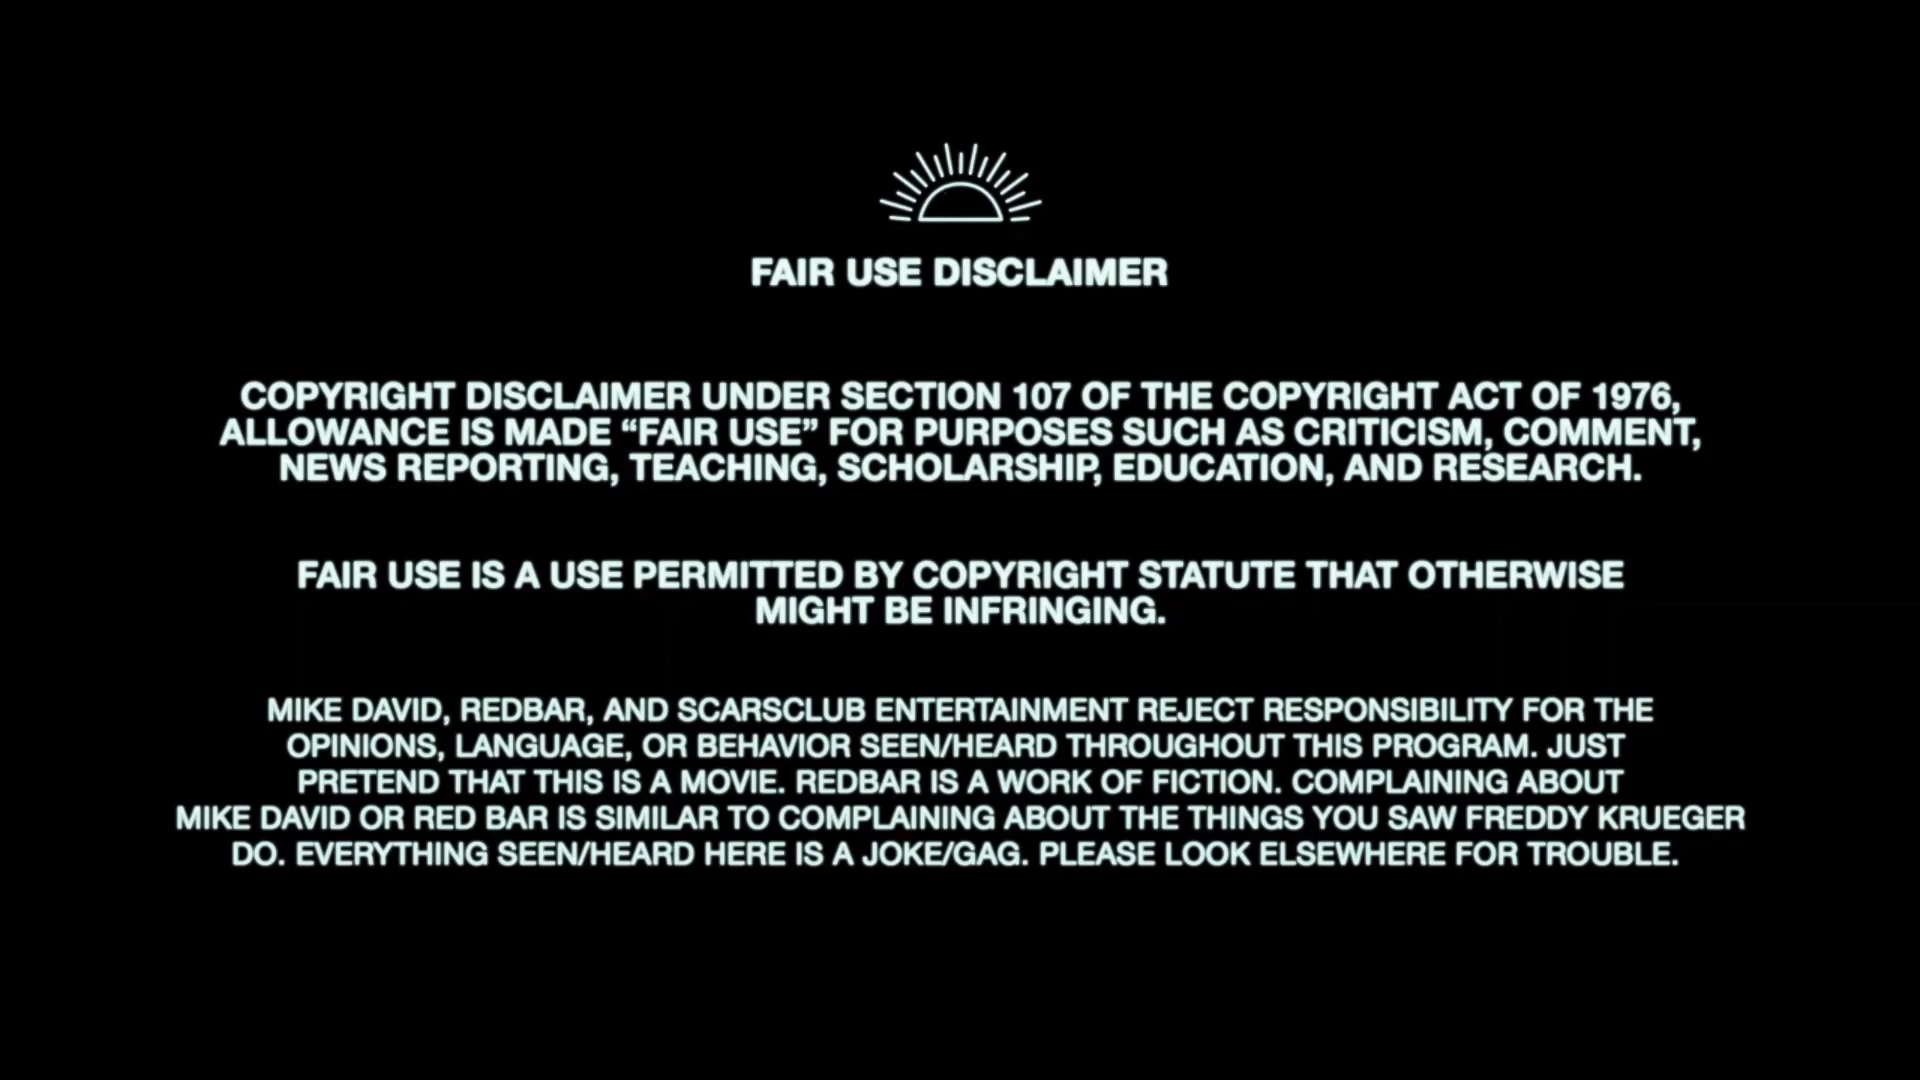 FAIR USE DISCLAIMER
COPYRIGHT DISCLAIMER UNDER SECTION 107 OF THE COPYRIGHT ACT OF 1976,
ALLOWANCE IS MADE “FAIR USE” FOR PURPOSES SUCH AS CRITICISM, COMMENT,
NEWS REPORTING, TEACHING, SCHOLARSHIP, EDUCATION, AND RESEARCH.
FAIR USE IS A USE PERMITTED BY COPYRIGHT STATUTE THAT OTHERWISE
MIGHT BE INFRINGING.
MIKE DAVID, REDBAR, AND SCARSCLUB ENTERTAINMENT REJECT RESPONSIBILITY FOR THE
OPINIONS, LANGUAGE, OR BEHAVIOR SEEN/HEARD THROUGHOUT THIS PROGRAM. JUST
PRETEND THAT THIS IS A MOVIE. REDBAR IS A WORK OF FICTION. COMPLAINING ABOUT
MIKE DAVID OR RED BAR IS SIMILAR TO COMPLAINING ABOUT THE THINGS YOU SAW FREDDY KRUEGER
DO. EVERYTHING SEEN/HEARD HERE IS A JOKE/GAG. PLEASE LOOK ELSEWHERE FOR TROUBLE.